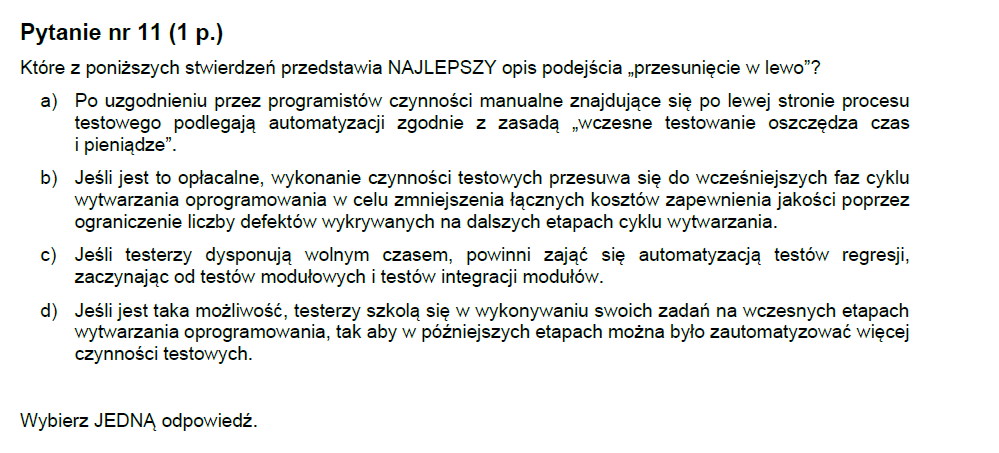 Pytanie nr 11 (1 p.)
Które z poniższych stwierdzeń przedstawia NAJLEPSZY opis podejścia „przesunięcie w lewo”?
a) Po uzgodnieniu przez programistów czynności manualne znajdujące się po lewej stronie procesu
testowego podlegają automatyzacji zgodnie z zasadą „wczesne testowanie oszczędza czas
i pieniądze”.
b) Jeśli jest to opłacalne, wykonanie czynności testowych przesuwa się do wcześniejszych faz cyklu
wytwarzania oprogramowania w celu zmniejszenia łącznych kosztów zapewnienia jakości poprzez
ograniczenie liczby defektów wykrywanych na dalszych etapach cyklu wytwarzania.
c) Jeśli testerzy dysponują wolnym czasem, powinni zająć się automatyzacją testów regresji,
zaczynając od testów modułowych i testów integracji modułów.
d) Jeśli jest taka możliwość, testerzy szkolą się w wykonywaniu swoich zadań na wczesnych etapach
wytwarzania oprogramowania, tak aby w późniejszych etapach można było zautomatyzować więcej
czynności testowych.
Wybierz JEDNĄ odpowiedź.